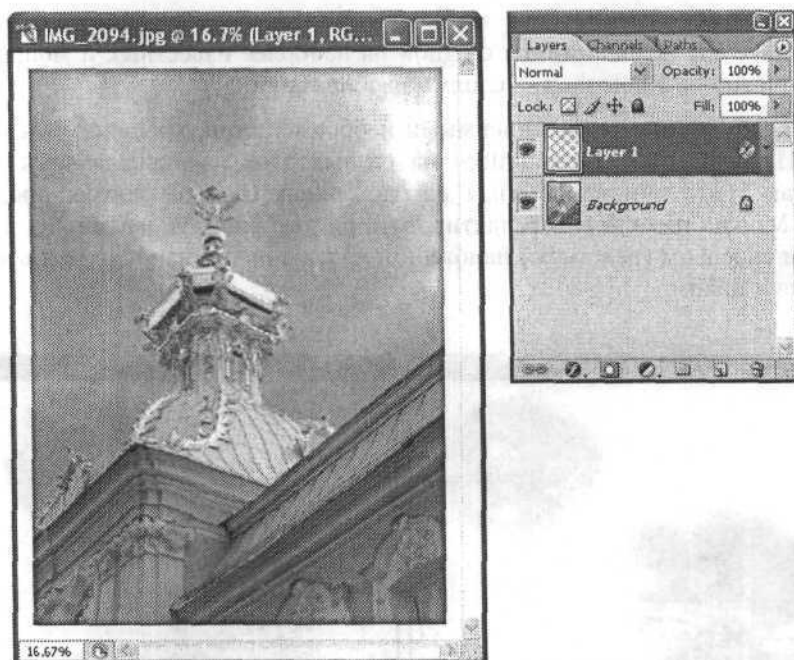 IMG_2094.jpg @ 16.7% (Layer 1, RG...
16.67%
Layers Channels Paths
Normal Opacity: 100%
Lock: Fill: 100%
Layer 1
Background